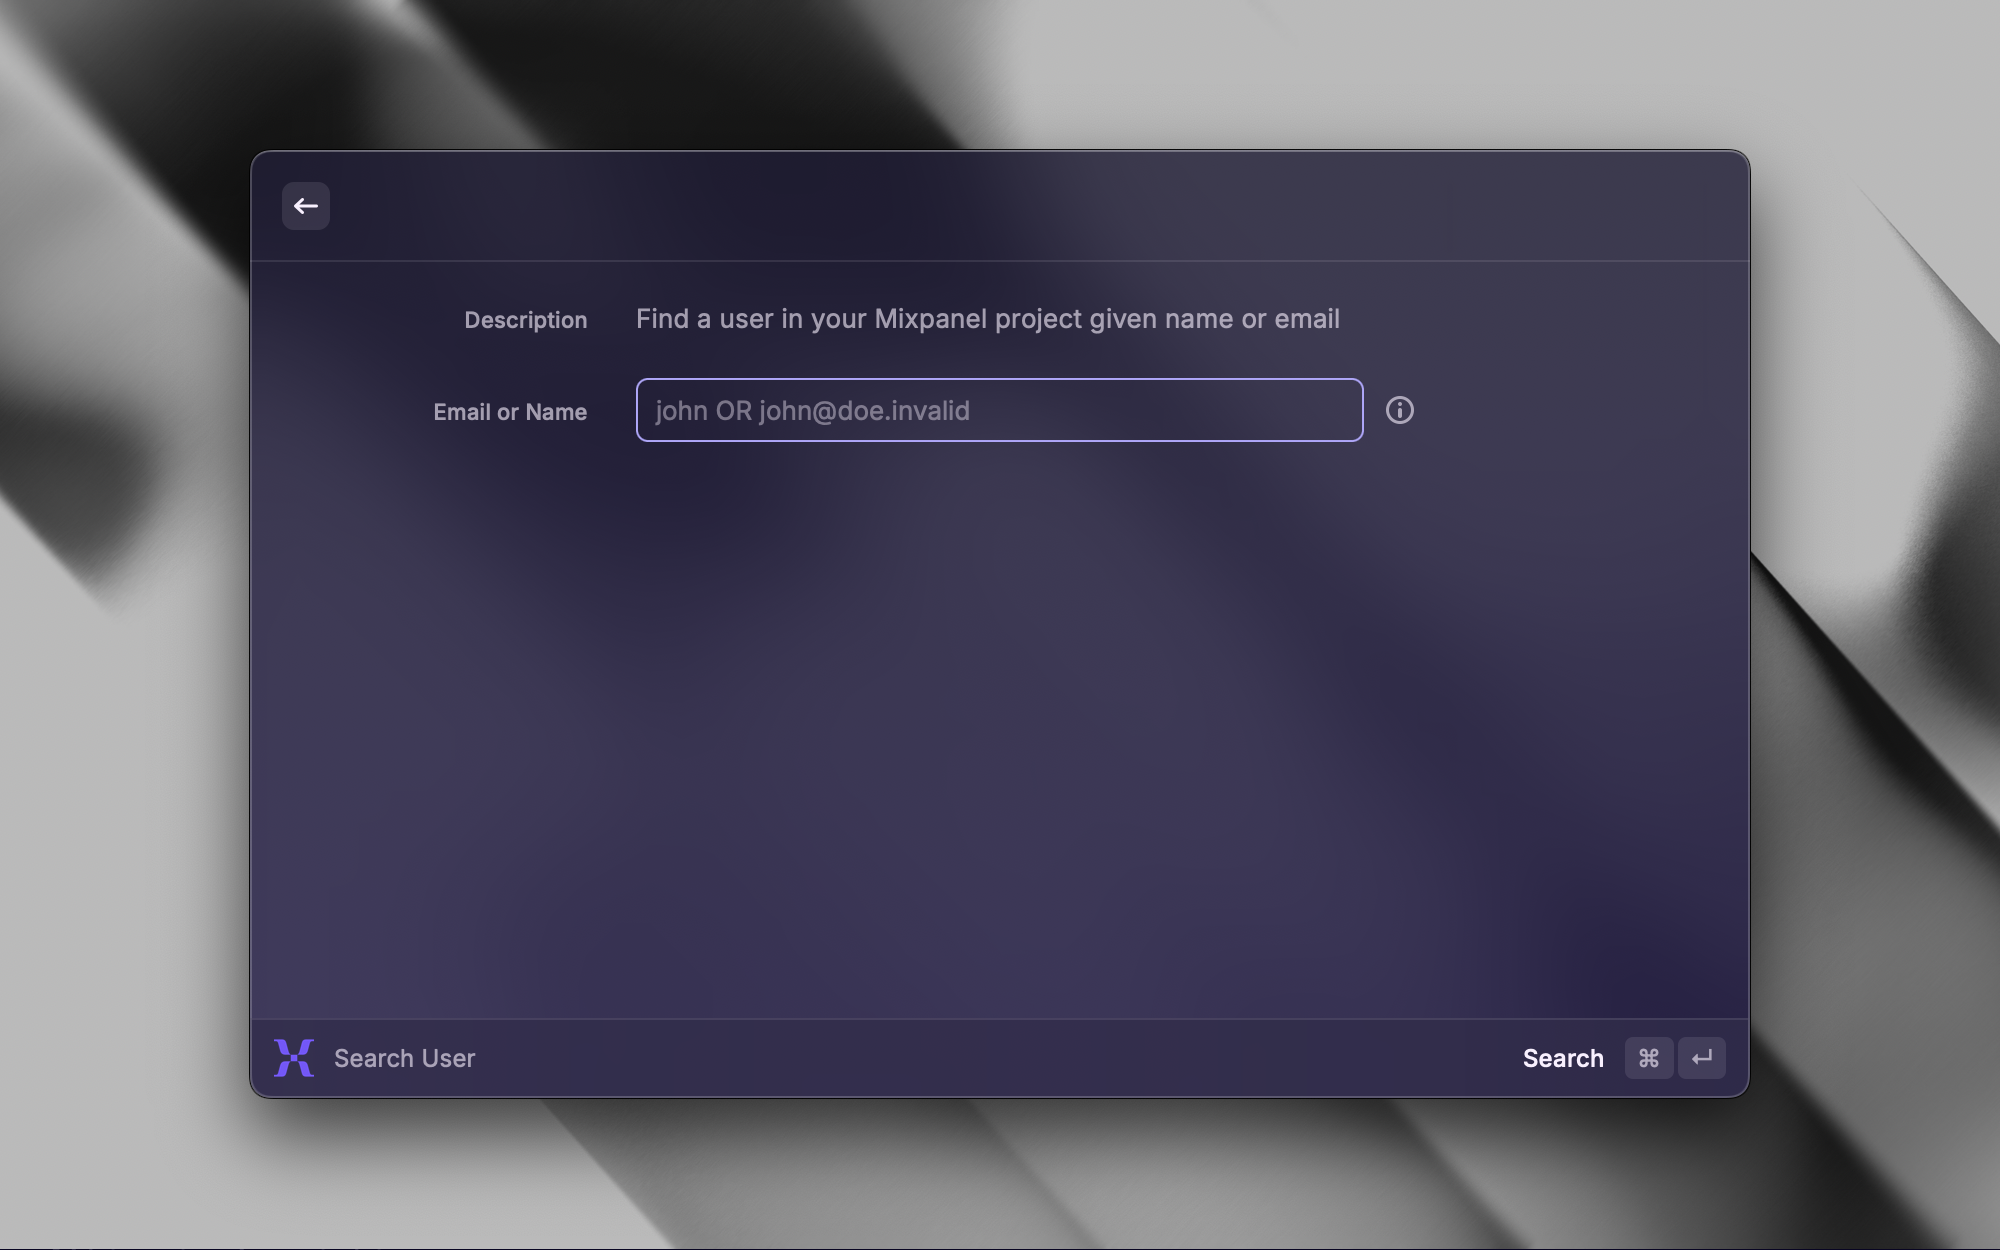 Description
Find a user in your Mixpanel project given name or email
Email or Name
john OR john@doe.invalid
Search User
Search ⌘ ↵